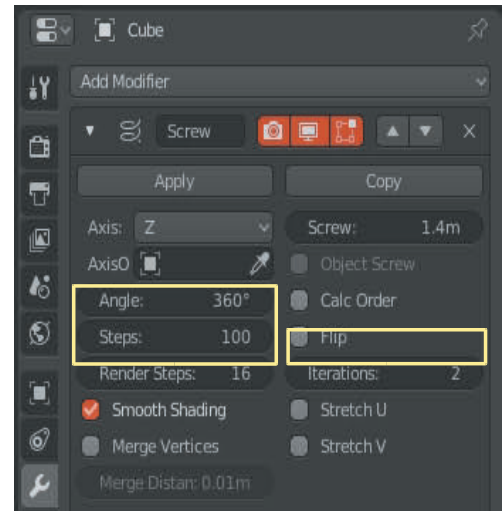 Cube
Add Modifier
Screw
Apply Copy
Axis: Z Screw: 1.4m
AxisO Object Screw
Angle: 360° Calc Order
Steps: 100 Flip
Render Steps: 16 Iterations: 2
Smooth Shading Stretch U
Merge Vertices Stretch V
Merge Distan: 0.01m